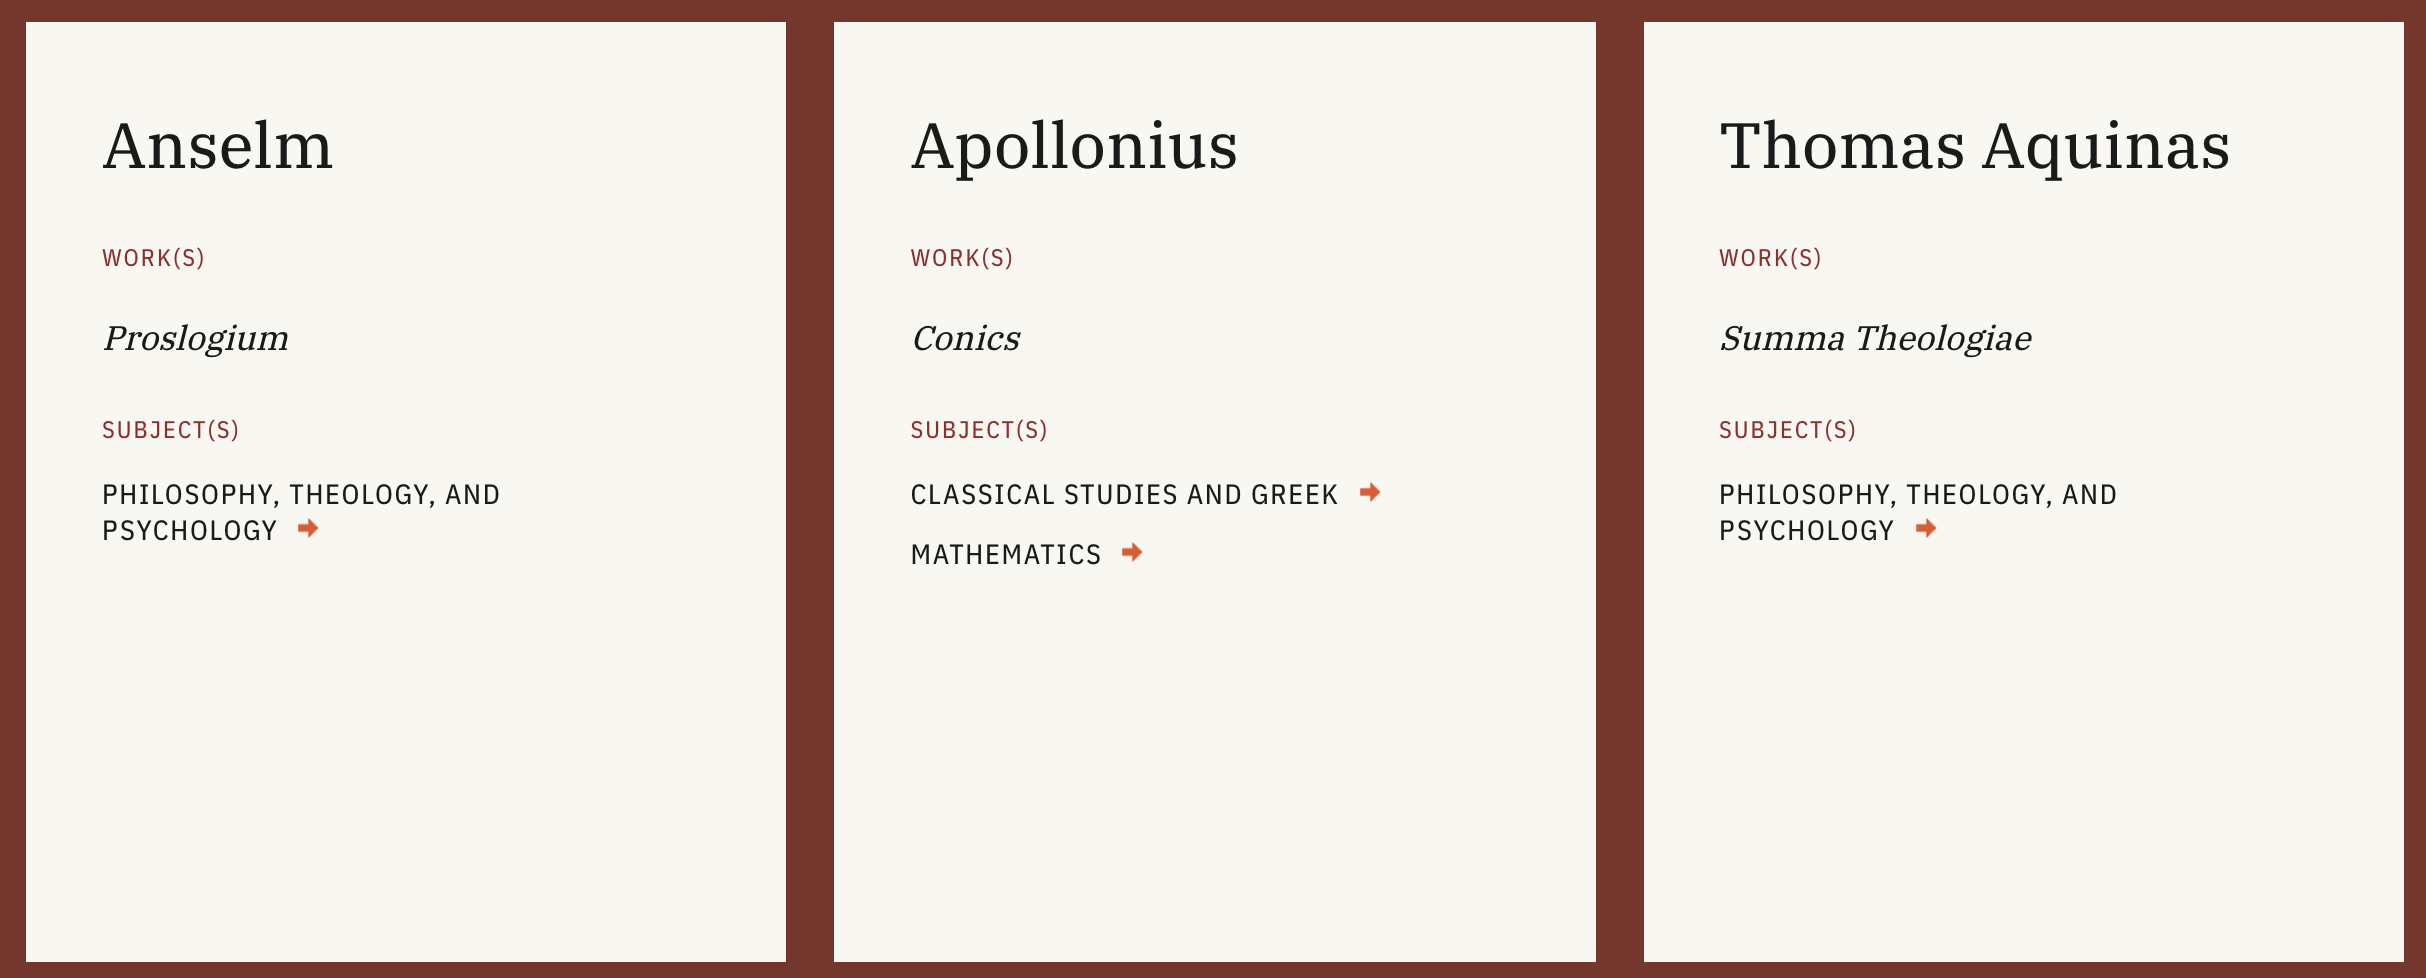 Anselm
WORK(S)
Proslogium
SUBJECT(S)
PHILOSOPHY, THEOLOGY, AND
PSYCHOLOGY
Apollonius
WORK(S)
Conics
SUBJECT(S)
CLASSICAL STUDIES AND GREEK
MATHEMATICS
Thomas Aquinas
WORK(S)
Summa Theologiae
SUBJECT(S)
PHILOSOPHY, THEOLOGY, AND
PSYCHOLOGY